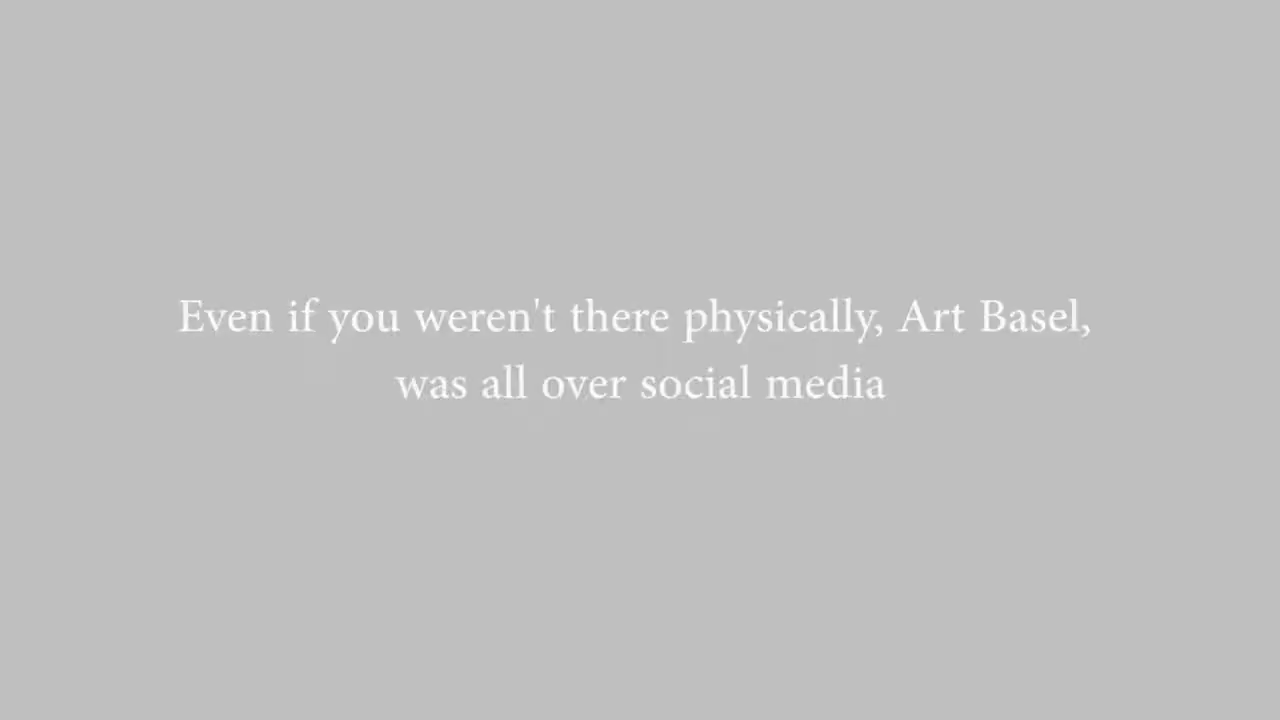 Even if you weren't there physically, Art Basel,
was all over social media